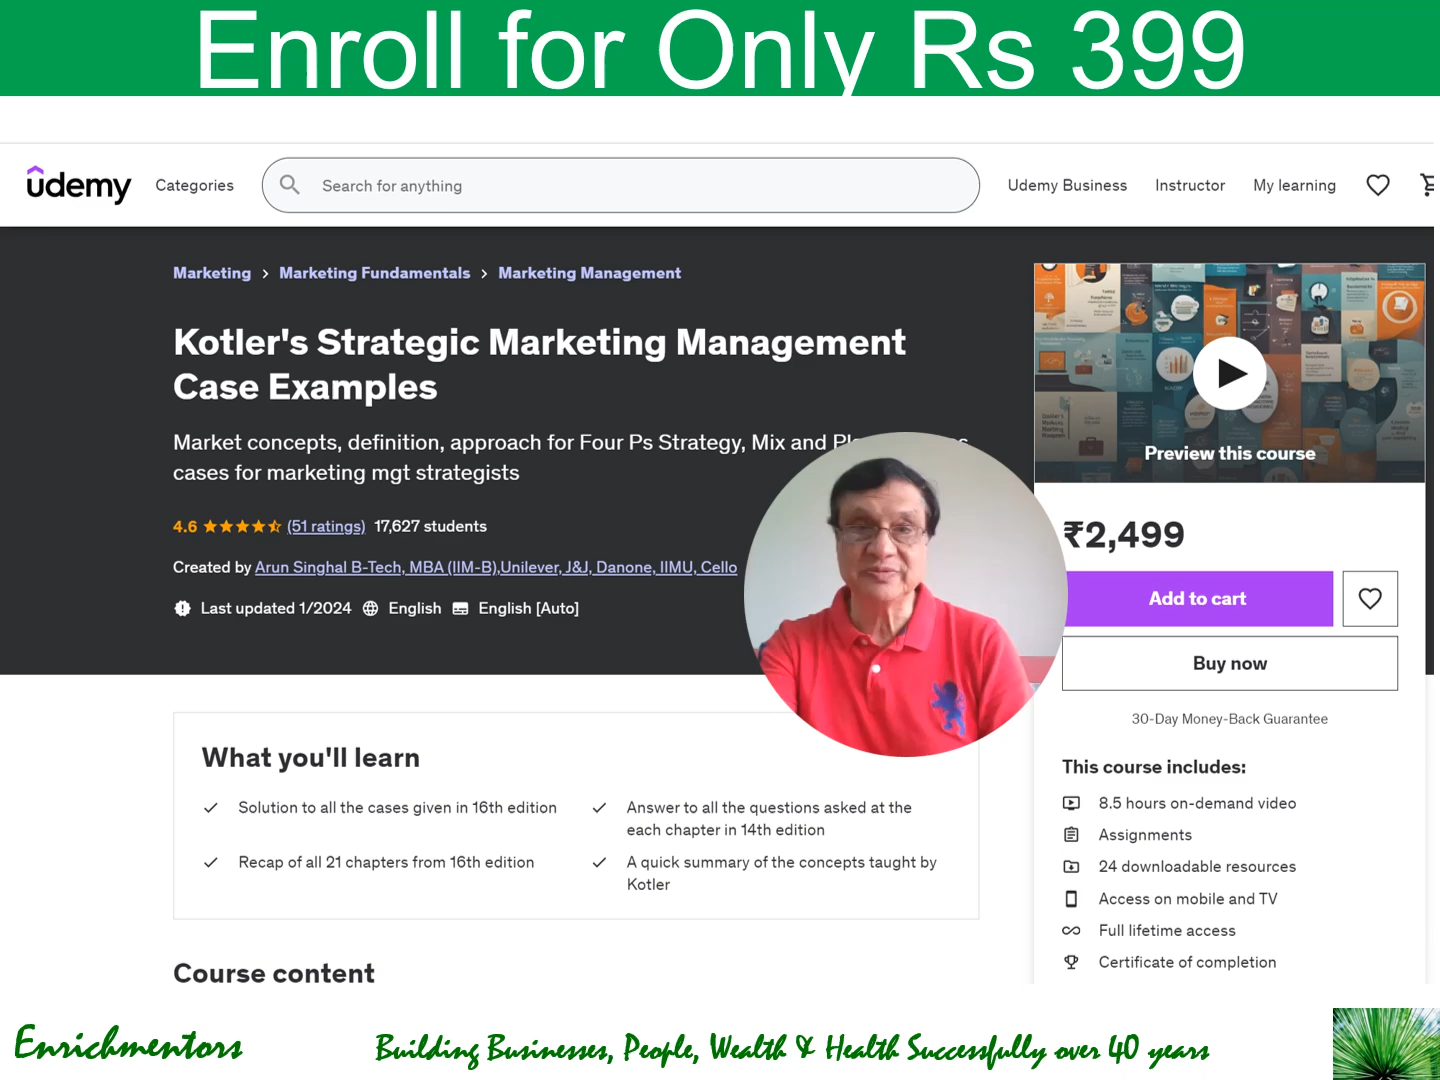 Enroll for Only Rs 399
udemy
Categories
Search for anything
Udemy Business
Instructor
My learning
Marketing > Marketing Fundamentals > Marketing Management
Kotler's Strategic Marketing Management
Case Examples
Market concepts, definition, approach for Four Ps Strategy, Mix and
cases for marketing mgt strategists
4.6 (51 ratings) 17,627 students
Created by Arun Singhal B-Tech, MBA (IIM-B),Unilever, J&J, Danone, IIMU, Cello
Last updated 1/2024 English English [Auto]
Preview this course
₹2,499
Add to cart
Buy now
30-Day Money-Back Guarantee
This course includes:
8.5 hours on-demand video
Assignments
24 downloadable resources
Access on mobile and TV
Full lifetime access
Certificate of completion
What you'll learn
Solution to all the cases given in 16th edition
Answer to all the questions asked at the
each chapter in 14th edition
Recap of all 21 chapters from 16th edition
A quick summary of the concepts taught by
Kotler
Course content
Enrichmentors
Building Businesses, People, Wealth & Health Successfully over 40 years